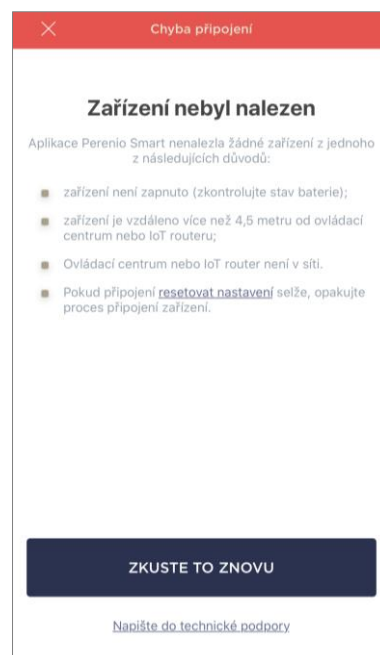 Chyba připojení
Zařízení nebyl nalezen
Aplikace Perenio Smart nenalezla žádné zařízení z jednoho
z následujících důvodů:
zařízení není zapnuto (zkontrolujte stav baterie);
zařízení je vzdáleno více než 4,5 metru od ovládací
centrum nebo IoT routeru;
Ovládací centrum nebo IoT router není v síti.
Pokud připojení resetovat nastavení selže, opakujte
proces připojení zařízení.
ZKUSTE TO ZNOVU
Napište do technické podpory